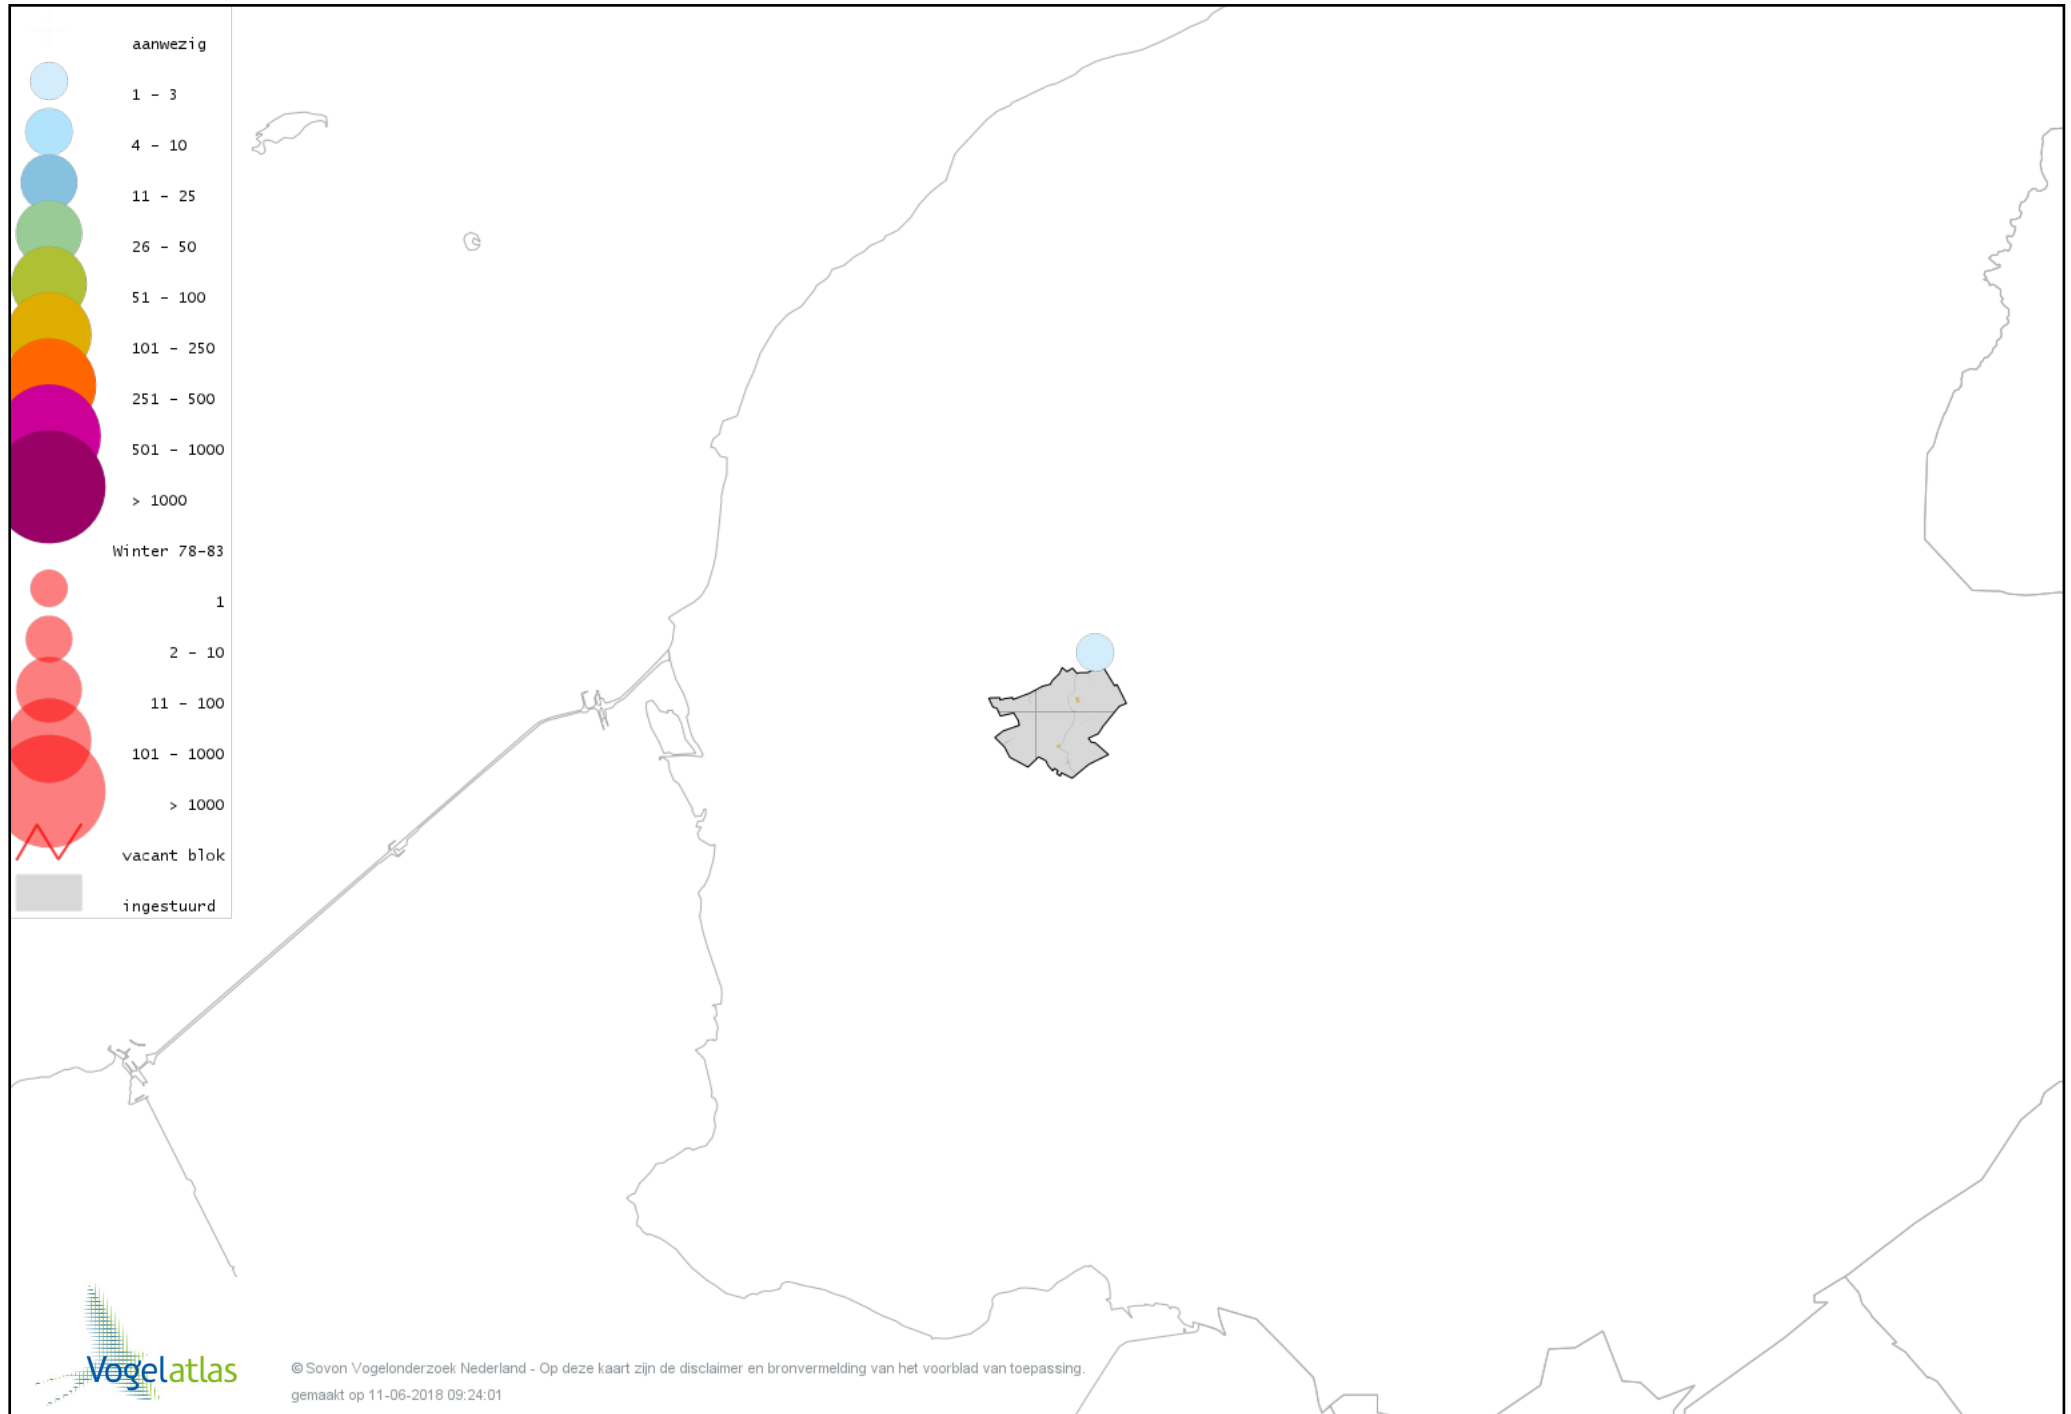 aanwezig
1 - 3
4 - 10
11 - 25
26 - 50
51 - 100
101 - 250
251 - 500
501 - 1000
> 1000
Winter 78-83
1
2 - 10
11 - 100
101 - 1000
> 1000
vacant blok
ingestuurd
Vogelatlas
© Sovon Vogelonderzoek Nederland - Op deze kaart zijn de disclaimer en bronvermelding van het voorblad van toepassing.
gemaakt op 11-06-2018 09:24:01